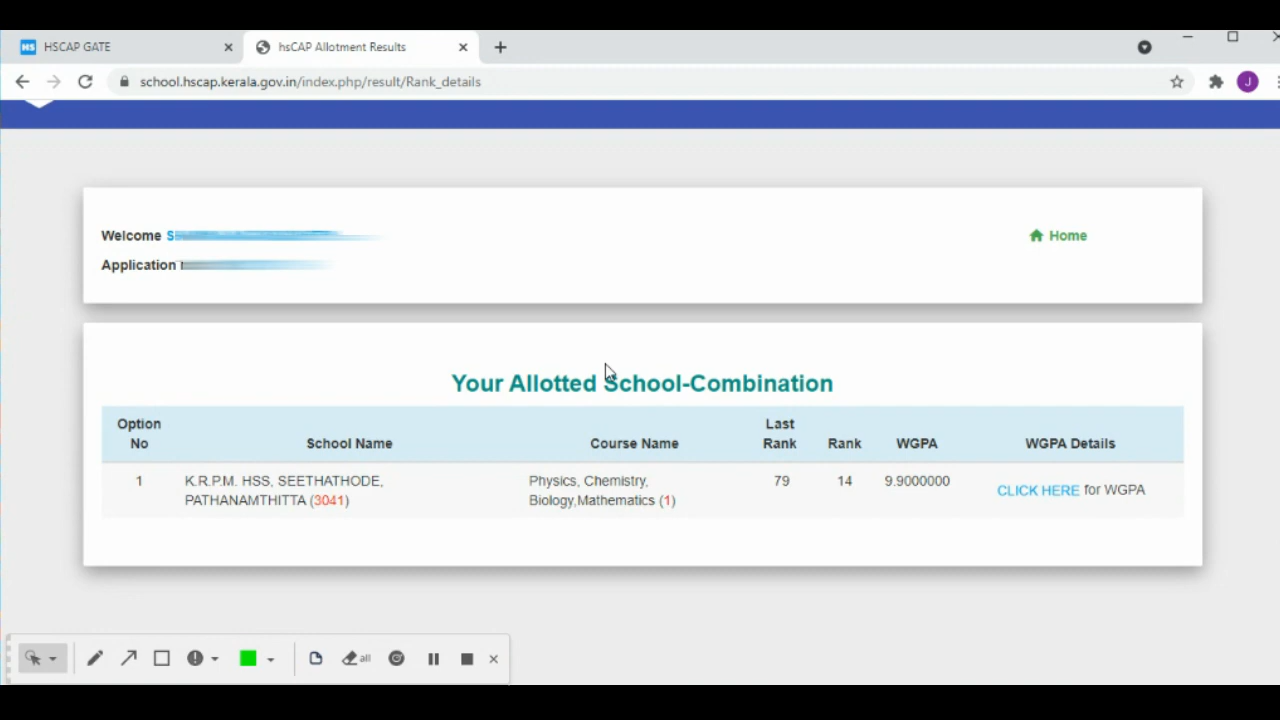 HS HSCAP GATE
hsCAP Allotment Results
school.hscap.kerala.gov.in/index.php/result/Rank_details
J
Welcome S
Home
Application
Your Allotted School-Combination
Option No School Name Course Name Last Rank Rank WGPA WGPA Details
1 K.R.P.M. HSS, SEETHATHODE, Physics, Chemistry, 79 14 9.9000000 CLICK HERE for WGPA
PATHANAMTHITTA (3041) Biology,Mathematics (1)
all